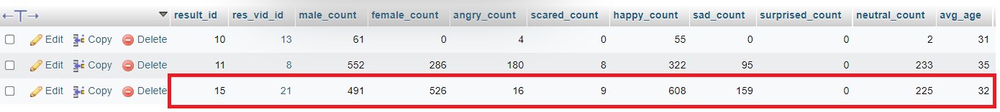 result_id res_vid_id male_count female_count angry_count scared_count happy_count sad_count surprised_count neutral_count avg_age
Edit Copy Delete 10 13 61 0 4 0 55 0 0 2 31
Edit Copy Delete 11 8 552 286 180 8 322 95 0 233 35
Edit Copy Delete 15 21 491 526 16 9 608 159 0 225 32